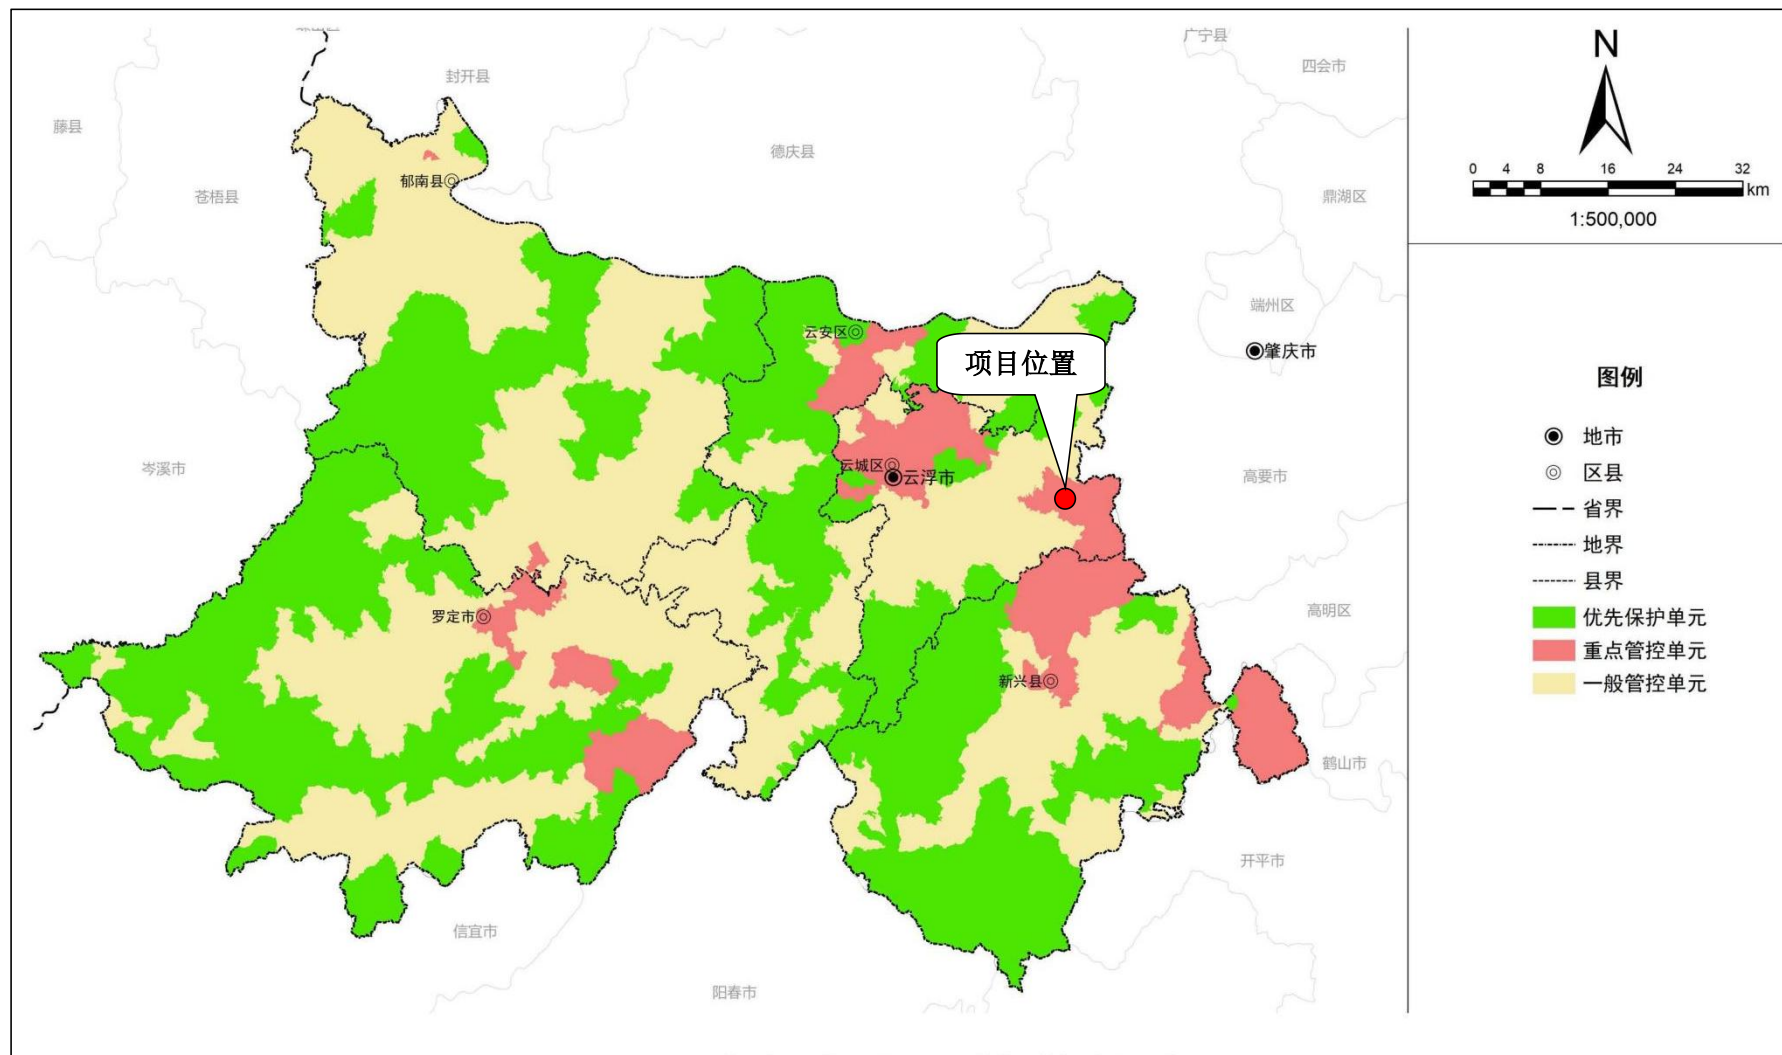 封开县
广宁县
四会市
藤县
德庆县
苍梧县
郁南县
鼎湖区
端州区
云安区
肇庆市
项目位置
岑溪市
云城区
云浮市
高要市
罗定市
高明区
新兴县
鹤山市
开平市
信宜市
阳春市
N
0 4 8 16 24 32
km
1:500,000
图例
地市
区县
省界
地界
县界
优先保护单元
重点管控单元
一般管控单元